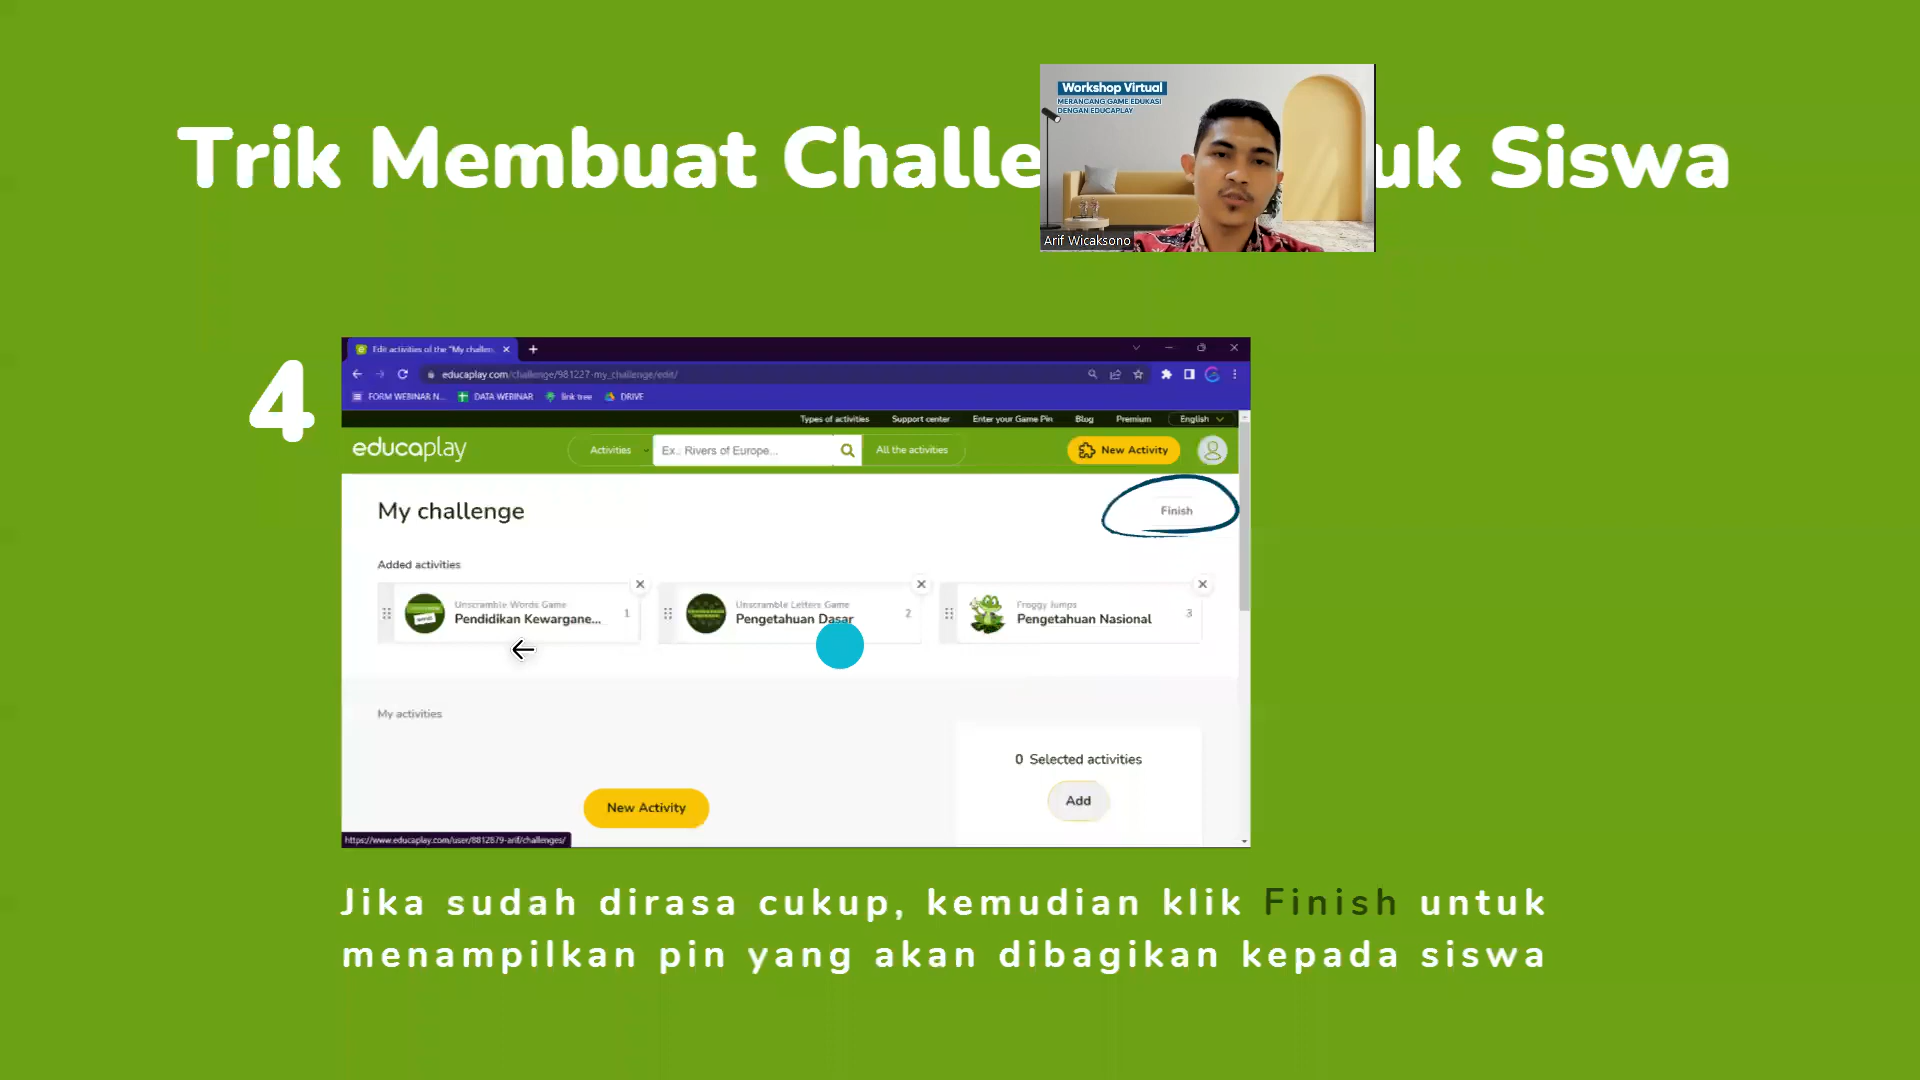 Workshop Virtual
MERANCANG GAME EDUKASI
DENGAN EDUCAPLAY
Trik Membuat Challe uk Siswa
Arif Wicaksono
4
Edit activities of the "My challen
educaplay.com/challenge/981227-my_challenge/edit/
FORM WEBINAR N... DATA WEBINAR link tree DRIVE
Types of activities Support center Enter your Game Pin Blog Premium English
educaplay Activities Ex.: Rivers of Europe... All the activities New Activity
My challenge Finish
Added activities
Unscramble Words Game Unscramble Letters Game Froggy Jumps
Pendidikan Kewargane... 1 Pengetahuan Dasar 2 Pengetahuan Nasional 3
My activities
0 Selected activities
New Activity Add
https://www.educaplay.com/user/8812879-arif/challenges/
Jika sudah dirasa cukup, kemudian klik Finish untuk
menampilkan pin yang akan dibagikan kepada siswa